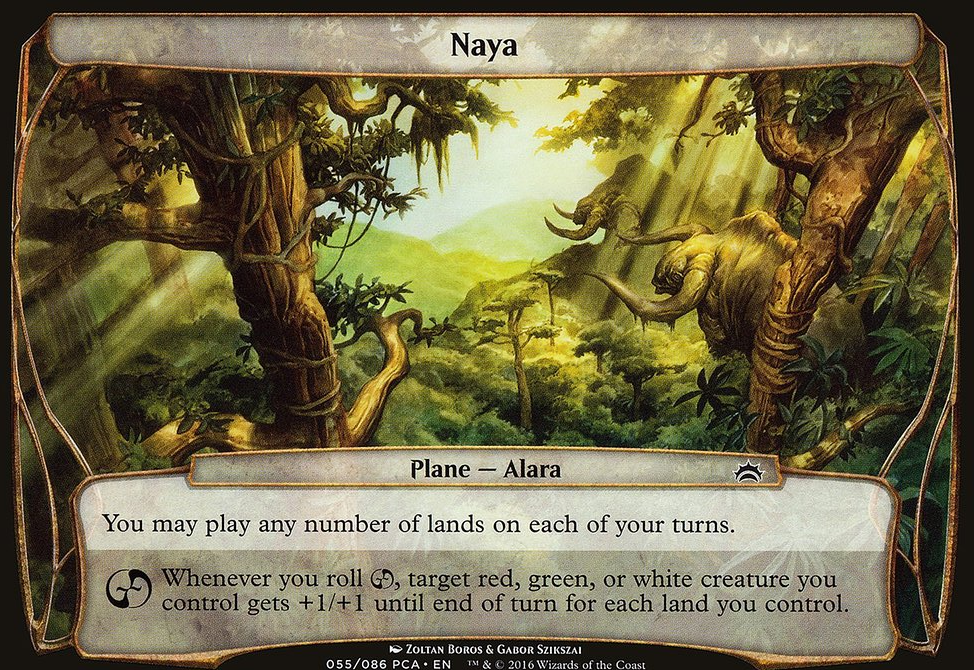 Naya
Plane — Alara
You may play any number of lands on each of your turns.
Whenever you roll , target red, green, or white creature you
control gets +1/+1 until end of turn for each land you control.
Zoltan Boros & Gabor Szikszai
055/086 PCA • EN ™ & © 2016 Wizards of the Coast